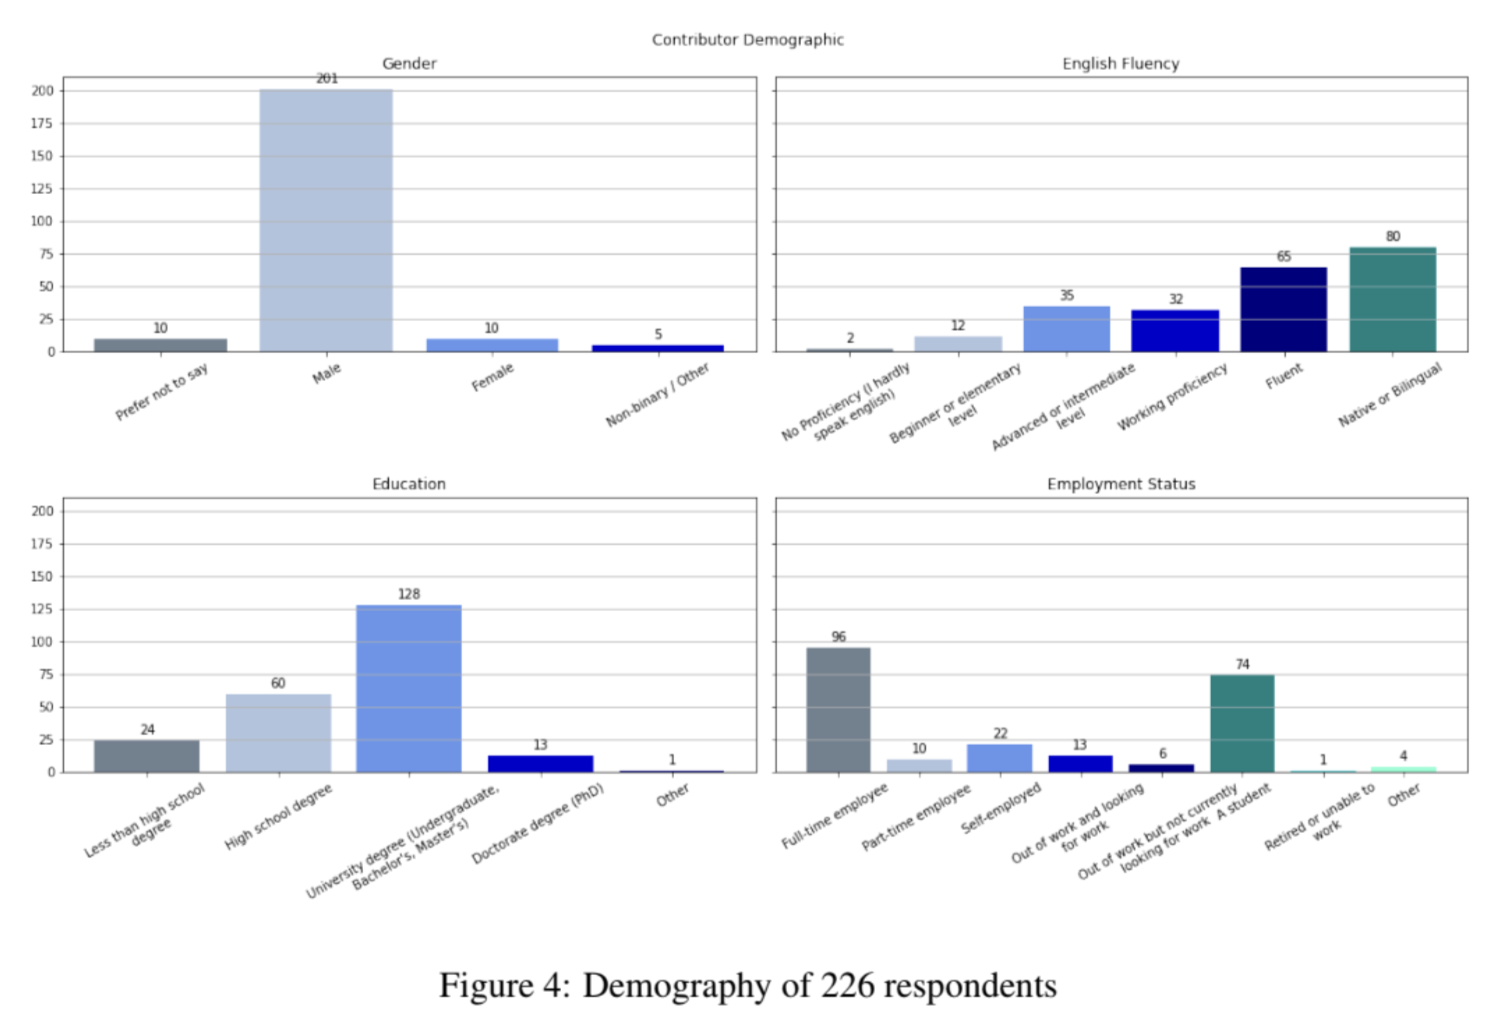 Contributor Demographic
Gender
200
175
150
125
100
75
50
25
0
10
201
10
5
Prefer not to say
Male
Female
Non-binary / Other
English Fluency
2
12
35
32
65
80
No Proficiency (I hardly
speak english)
Beginner or elementary
level
Advanced or intermediate
level
Working proficiency
Fluent
Native or Bilingual
Education
200
175
150
125
100
75
50
25
0
24
60
128
13
1
Less than high school
degree
High school degree
University degree (Undergraduate,
Bachelor's, Master's)
Doctorate degree (PhD)
Other
Employment Status
96
10
22
13
6
74
1
4
Full-time employee
Part-time employee
Self-employed
Out of work and looking
for work
Out of work but not currently
looking for work
A student
Retired or unable to
work
Other
Figure 4: Demography of 226 respondents